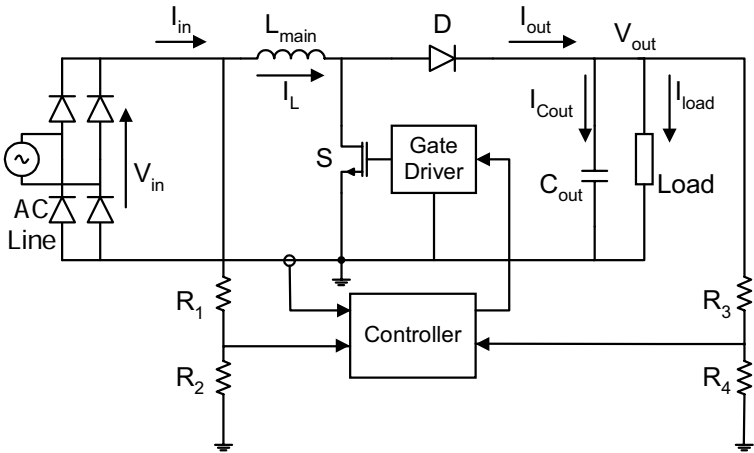 I_in
L_main
D
I_out
V_out
I_L
I_Cout
I_load
V_in
S
Gate
Driver
C_out
Load
AC
Line
R_1
Controller
R_3
R_2
R_4